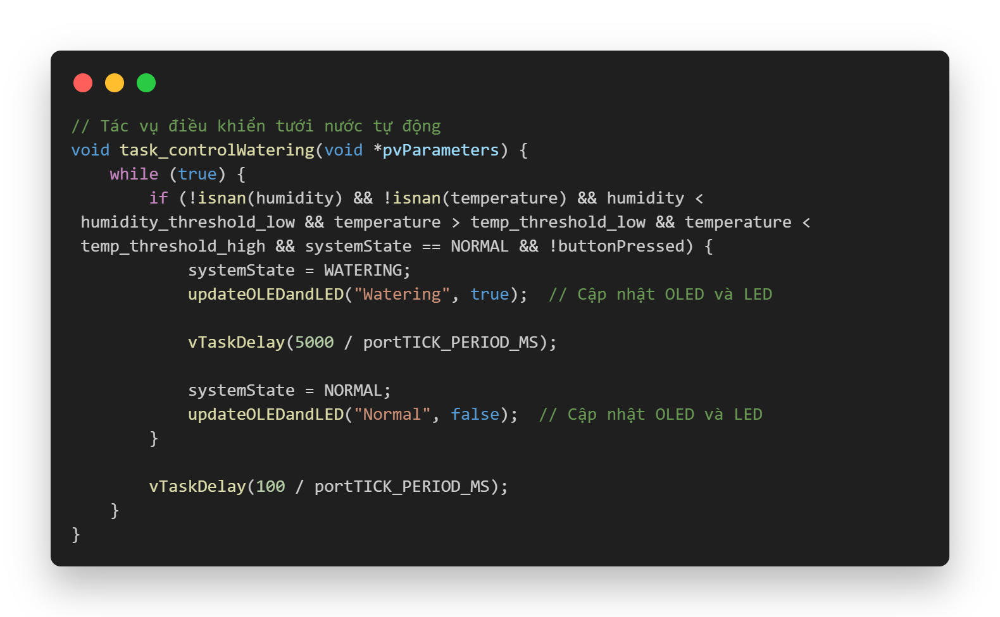 // Tác vụ điều khiển tưới nước tự động
void task_controlWatering(void *pvParameters) {
    while (true) {
        if (!isnan(humidity) && !isnan(temperature) && humidity <
 humidity_threshold_low && temperature > temp_threshold_low && temperature <
 temp_threshold_high && systemState == NORMAL && !buttonPressed) {
            systemState = WATERING;
            updateOLEDandLED("Watering", true);  // Cập nhật OLED và LED

            vTaskDelay(5000 / portTICK_PERIOD_MS);

            systemState = NORMAL;
            updateOLEDandLED("Normal", false);  // Cập nhật OLED và LED
        }

        vTaskDelay(100 / portTICK_PERIOD_MS);
    }
}